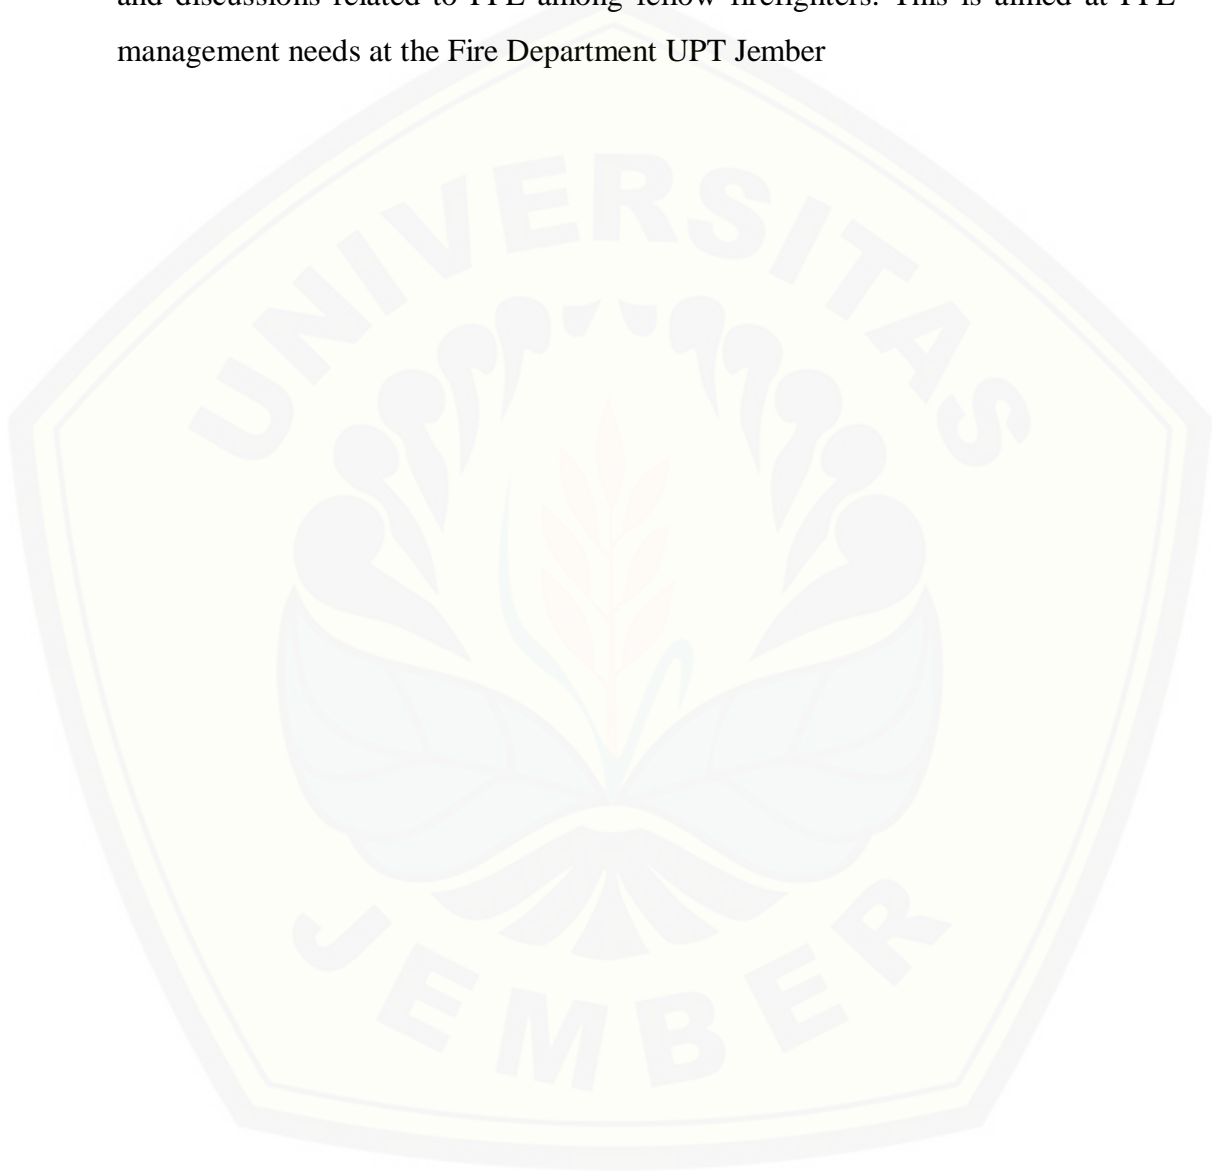 and discussions related to PPE among fellow firefighters. This is aimed at PPE
management needs at the Fire Department UPT Jember
UNIVERSITAS
JEMBER